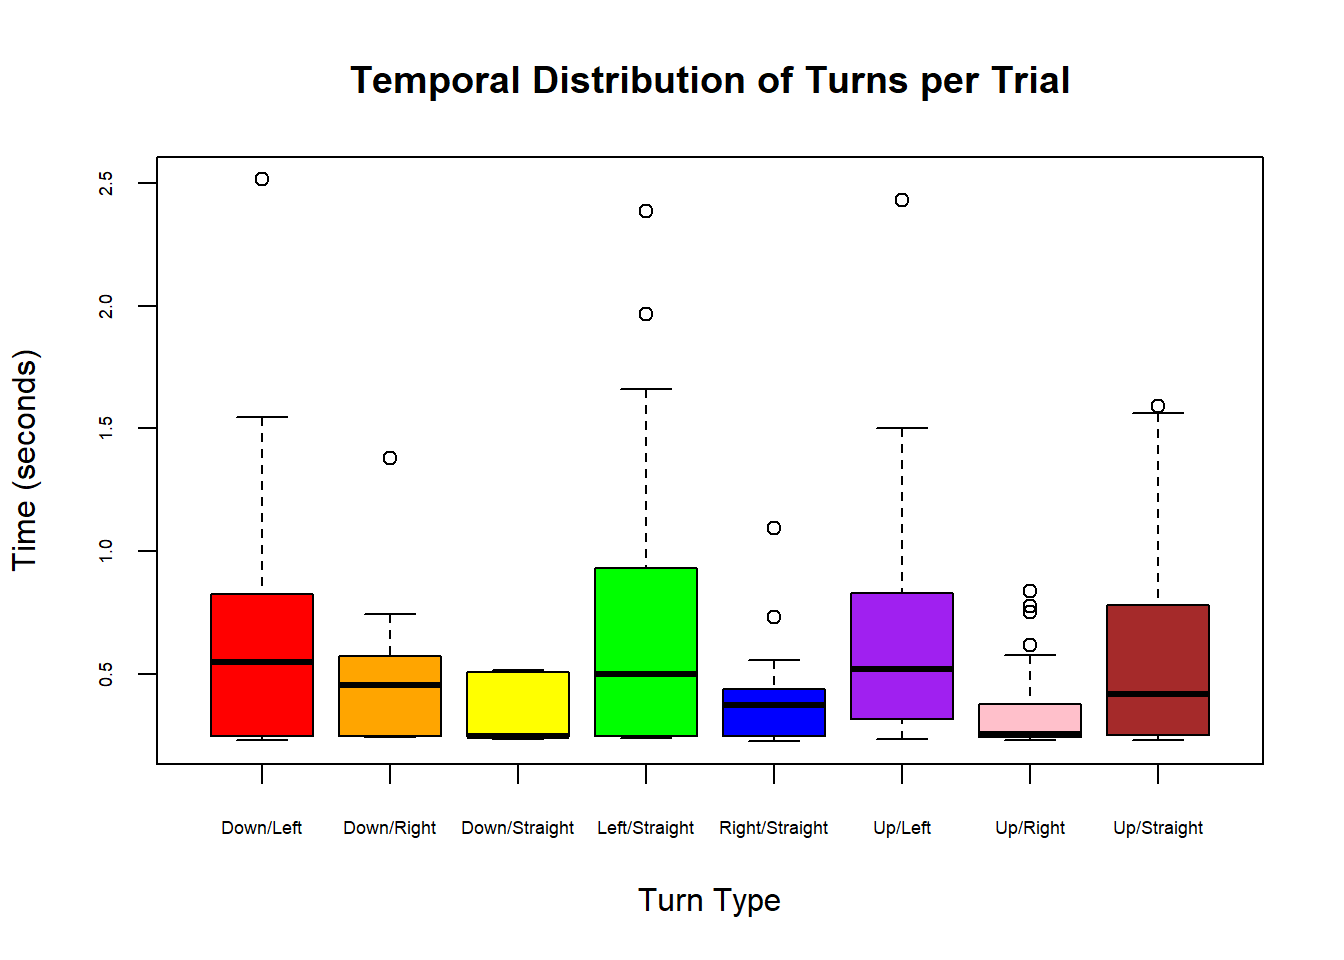 Temporal Distribution of Turns per Trial
Time (seconds)
2.5
2.0
1.5
1.0
0.5
Down/Left Down/Right Down/Straight Left/Straight Right/Straight Up/Left Up/Right Up/Straight
Turn Type